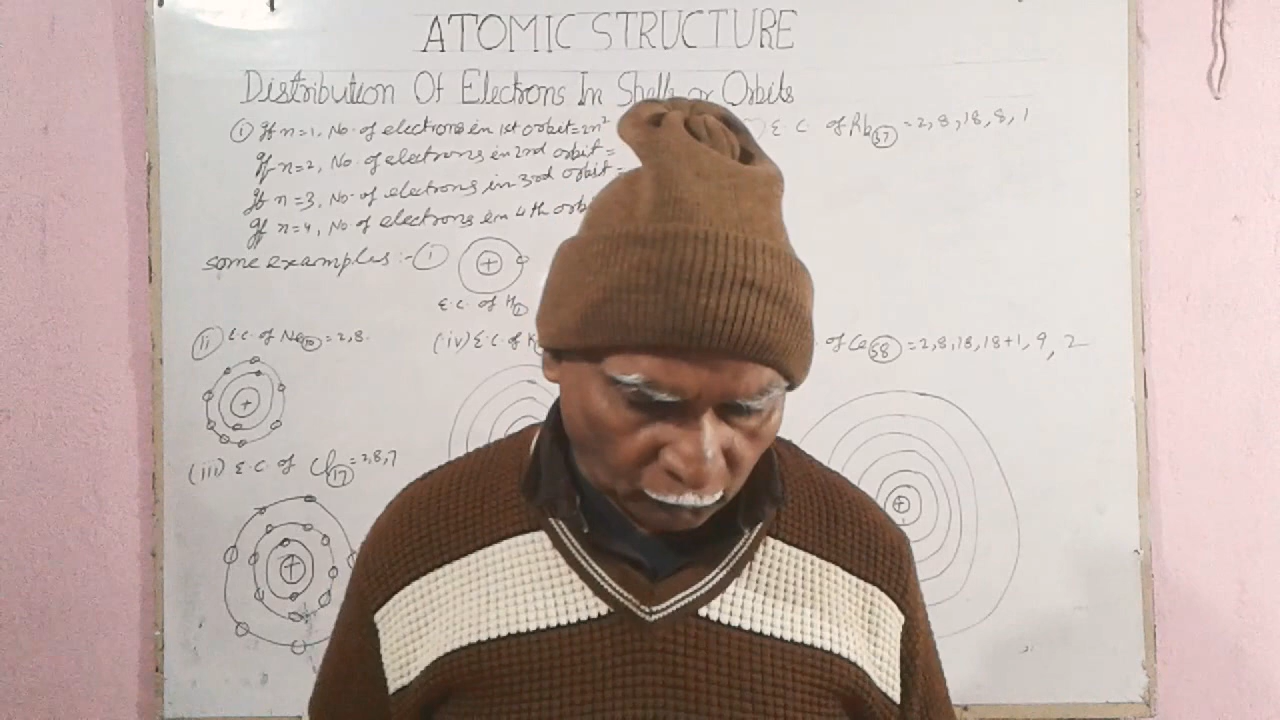 ATOMIC STRUCTURE
Distribution Of Electrons In Shells or Orbits
(i) If n=1, No. of electrons in 1st orbit=2n²
If n=2, No. of electrons in 2nd orbit=
If n=3, No. of electrons in 3rd orbit=
If n=4, No of electrons in 4th orb
E.C. of Rb 37 =2,8,18,8,1
some examples :- (i)
+
E.C. of H 1
(ii) E.C. of Ne 10 =2,8.
(iv) E.C. of K
of Ce 58 =2,8,18,18+1,9,2
+
(iii) E.C. of Cl 17 =2,8,7
+
+